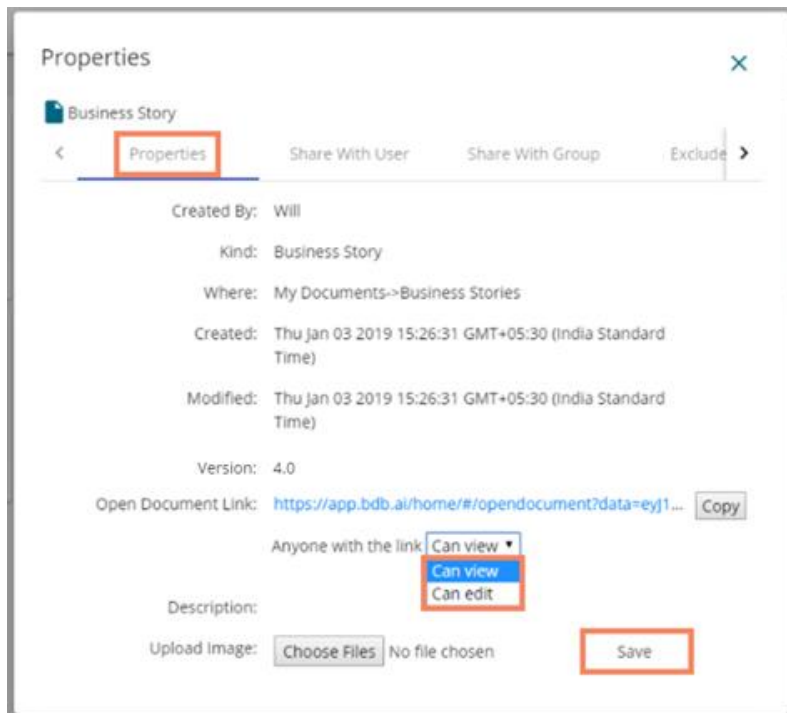 Properties
Business Story
Properties Share With User Share With Group Exclude
Created By: Will
Kind: Business Story
Where: My Documents->Business Stories
Created: Thu Jan 03 2019 15:26:31 GMT+05:30 (India Standard
Time)
Modified: Thu Jan 03 2019 15:26:31 GMT+05:30 (India Standard
Time)
Version: 4.0
Open Document Link: https://app.bdb.ai/home/#/opendocument?data=eyJ1... Copy
Anyone with the link Can view
Can view
Can edit
Description:
Upload Image: Choose Files No file chosen Save